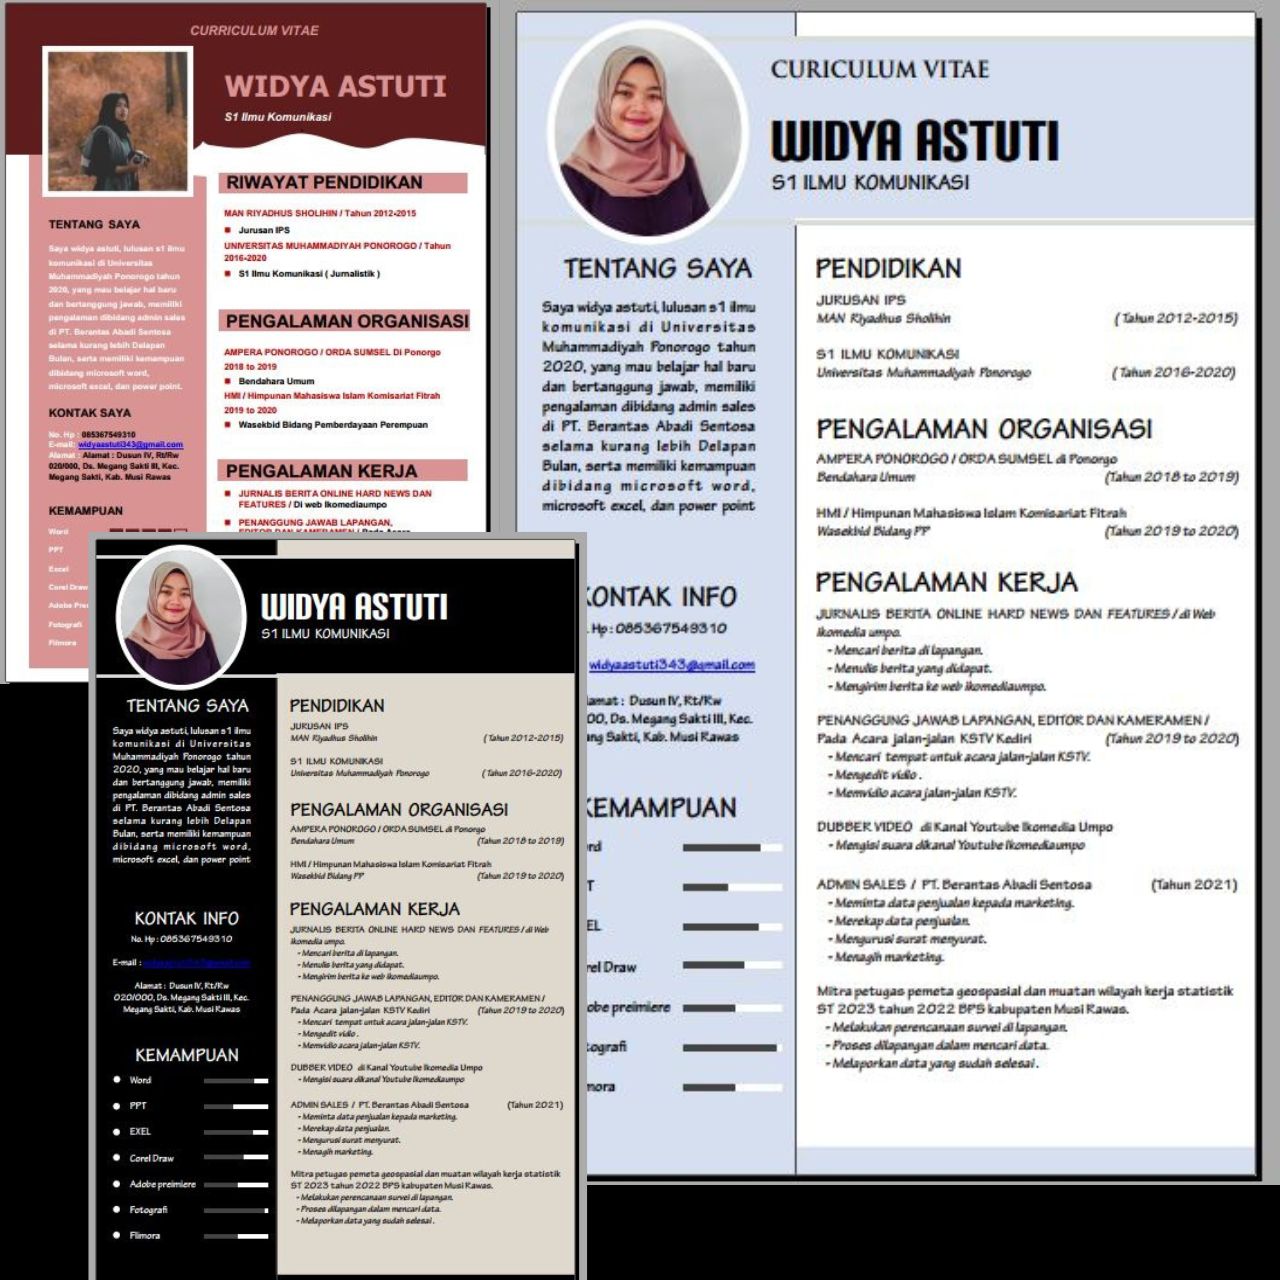 CURRICULUM VITAE
WIDYA ASTUTI
S1 Ilmu Komunikasi
TENTANG SAYA
Saya widya astuti, lulusan s1 ilmu
komunikasi di Universitas
Muhammadiyah Ponorogo tahun
2020, yang mau belajar hal baru
dan bertanggung jawab, memiliki
pengalaman dibidang admin sales
di PT. Berantas Abadi Sentosa
selama kurang lebih Delapan
Bulan, serta memiliki kemampuan
dibidang microsoft word,
microsoft excel, dan power point.
KONTAK SAYA
No. Hp : 085367549310
E-mail: widyaastuti343@gmail.com
Alamat : Alamat : Dusun IV, Rt/Rw
020/000, Ds. Megang Sakti III, Kec.
Megang Sakti, Kab. Musi Rawas
KEMAMPUAN
Word
PPT
Excel
Corel Draw
Adobe
Fotografi
Filmora
RIWAYAT PENDIDIKAN
MAN RIYADHUS SHOLIHIN / Tahun 2012-2015
Jurusan IPS
UNIVERSITAS MUHAMMADIYAH PONOROGO / Tahun
2016-2020
S1 Ilmu Komunikasi ( Jurnalistik )
PENGALAMAN ORGANISASI
AMPERA PONOROGO / ORDA SUMSEL Di Ponorgo
2018 to 2019
Bendahara Umum
HMI / Himpunan Mahasiswa Islam Komisariat Fitrah
2019 to 2020
Wasekbid Bidang Pemberdayaan Perempuan
PENGALAMAN KERJA
JURNALIS BERITA ONLINE HARD NEWS DAN
FEATURES / Di web Ikomediaumpo
PENANGGUNG JAWAB LAPANGAN,
CURICULUM VITAE
WIDYA ASTUTI
S1 ILMU KOMUNIKASI
TENTANG SAYA
Saya widya astuti, lulusan s1 ilmu
komunikasi di Universitas
Muhammadiyah Ponorogo tahun
2020, yang mau belajar hal baru
dan bertanggung jawab, memiliki
pengalaman dibidang admin sales
di PT. Berantas Abadi Sentosa
selama kurang lebih Delapan
Bulan, serta memiliki kemampuan
dibidang microsoft word,
microsoft excel, dan power point
KONTAK INFO
Hp : 085367549310
widyaastuti343@gmail.com
lamat : Dusun IV, Rt/Rw
00, Ds. Megang Sakti III, Kec.
ng Sakti, Kab. Musi Rawas
KEMAMPUAN
rd
T
EL
rel Draw
obe preimiere
tografi
mora
PENDIDIKAN
JURUSAN IPS
MAN Riyadhus Sholihin (Tahun 2012-2015)
S1 ILMU KOMUNIKASI
Universitas Muhammadiyah Ponorogo (Tahun 2016-2020)
PENGALAMAN ORGANISASI
AMPERA PONOROGO / ORDA SUMSEL di Ponorgo
Bendahara Umum (Tahun 2018 to 2019)
HMI / Himpunan Mahasiswa Islam Komisariat Fitrah
Wasekbid Bidang PP (Tahun 2019 to 2020)
PENGALAMAN KERJA
JURNALIS BERITA ONLINE HARD NEWS DAN FEATURES / di Web
Ikomedia umpo.
- Mencari berita di lapangan.
- Menulis berita yang didapat.
- Mengirim berita ke web ikomediaumpo.
PENANGGUNG JAWAB LAPANGAN, EDITOR DAN KAMERAMEN /
Pada Acara jalan-jalan KSTV Kediri (Tahun 2019 to 2020)
- Mencari tempat untuk acara jalan-jalan KSTV.
- Mengedit vidio .
- Memvidio acara jalan-jalan KSTV.
DUBBER VIDEO di Kanal Youtube Ikomedia Umpo
- Mengisi suara dikanal Youtube Ikomediaumpo
ADMIN SALES / PT. Berantas Abadi Sentosa (Tahun 2021)
- Meminta data penjualan kepada marketing.
- Merekap data penjualan.
- Mengurusi surat menyurat.
- Menagih marketing.
Mitra petugas pemeta geospasial dan muatan wilayah kerja statistik
ST 2023 tahun 2022 BPS kabupaten Musi Rawas.
- Melakukan perencanaan survei di lapangan.
- Proses dilapangan dalam mencari data.
- Melaporkan data yang sudah selesai .
WIDYA ASTUTI
S1 ILMU KOMUNIKASI
TENTANG SAYA
Saya widya astuti, lulusan s1 ilmu
komunikasi di Universitas
Muhammadiyah Ponorogo tahun
2020, yang mau belajar hal baru
dan bertanggung jawab, memiliki
pengalaman dibidang admin sales
di PT. Berantas Abadi Sentosa
selama kurang lebih Delapan
Bulan, serta memiliki kemampuan
dibidang microsoft word,
microsoft excel, dan power point
KONTAK INFO
No. Hp : 085367549310
E-mail : widyaastuti343@gmail.com
Alamat : Dusun IV, Rt/Rw
020/000, Ds. Megang Sakti III, Kec.
Megang Sakti, Kab. Musi Rawas
KEMAMPUAN
Word
PPT
EXEL
Corel Draw
Adobe preimiere
Fotografi
Flimora
PENDIDIKAN
JURUSAN IPS
MAN Riyadhus Sholihin (Tahun 2012-2015)
S1 ILMU KOMUNIKASI
Universitas Muhammadiyah Ponorogo (Tahun 2016-2020)
PENGALAMAN ORGANISASI
AMPERA PONOROGO / ORDA SUMSEL di Ponorgo
Bendahara Umum (Tahun 2018 to 2019)
HMI / Himpunan Mahasiswa Islam Komisariat Fitrah
Wasekbid Bidang PP (Tahun 2019 to 2020)
PENGALAMAN KERJA
JURNALIS BERITA ONLINE HARD NEWS DAN FEATURES / di Web
Ikomedia umpo.
- Mencari berita di lapangan.
- Menulis berita yang didapat.
- Mengirim berita ke web ikomediaumpo.
PENANGGUNG JAWAB LAPANGAN, EDITOR DAN KAMERAMEN /
Pada Acara jalan-jalan KSTV Kediri (Tahun 2019 to 2020)
- Mencari tempat untuk acara jalan-jalan KSTV.
- Mengedit vidio .
- Memvidio acara jalan-jalan KSTV.
DUBBER VIDEO di Kanal Youtube Ikomedia Umpo
- Mengisi suara dikanal Youtube Ikomediaumpo
ADMIN SALES / PT. Berantas Abadi Sentosa (Tahun 2021)
- Meminta data penjualan kepada marketing.
- Merekap data penjualan.
- Mengurusi surat menyurat.
- Menagih marketing.
Mitra petugas pemeta geospasial dan muatan wilayah kerja statistik
ST 2023 tahun 2022 BPS kabupaten Musi Rawas.
- Melakukan perencanaan survei di lapangan.
- Proses dilapangan dalam mencari data.
- Melaporkan data yang sudah selesai .